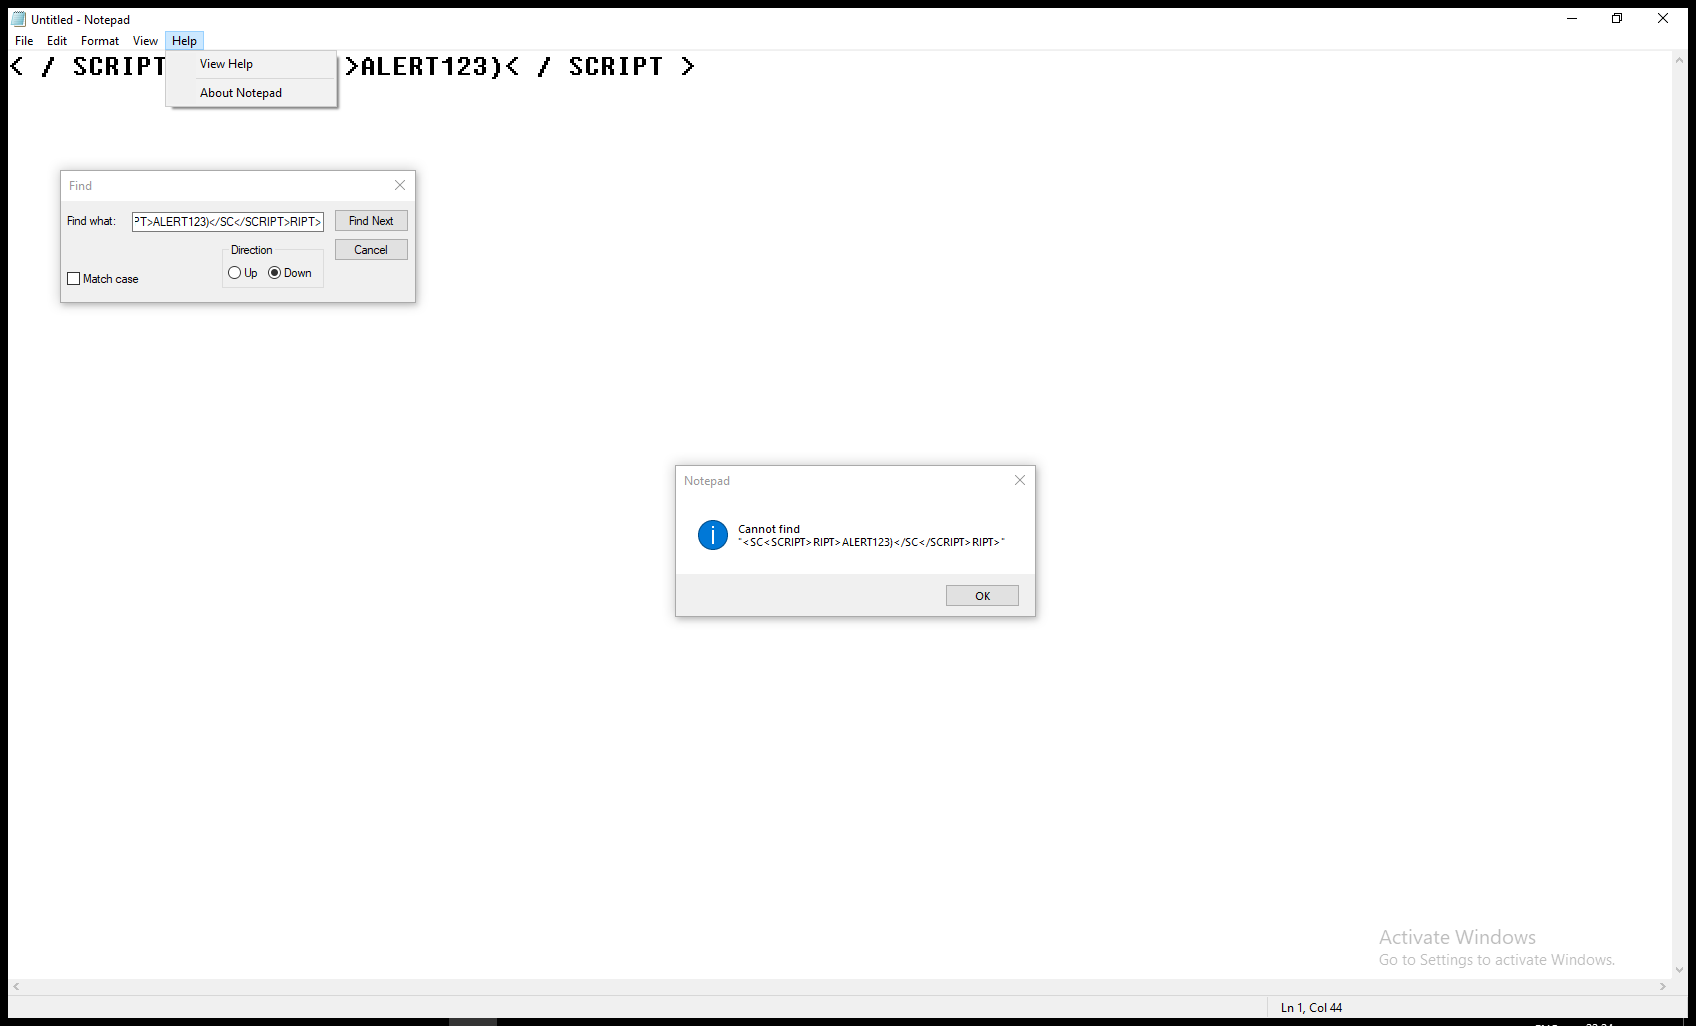 Untitled - Notepad
File Edit Format View Help
< / SCRIPT >ALERT123)< / SCRIPT >
View Help
About Notepad
Find
Find what: PT>ALERT123)</SC</SCRIPT>RIPT> Find Next
Direction Cancel
Up Down
Match case
Notepad
Cannot find
"<SC<SCRIPT>RIPT>ALERT123)</SC</SCRIPT>RIPT>"
OK
Activate Windows
Go to Settings to activate Windows.
Ln 1, Col 44